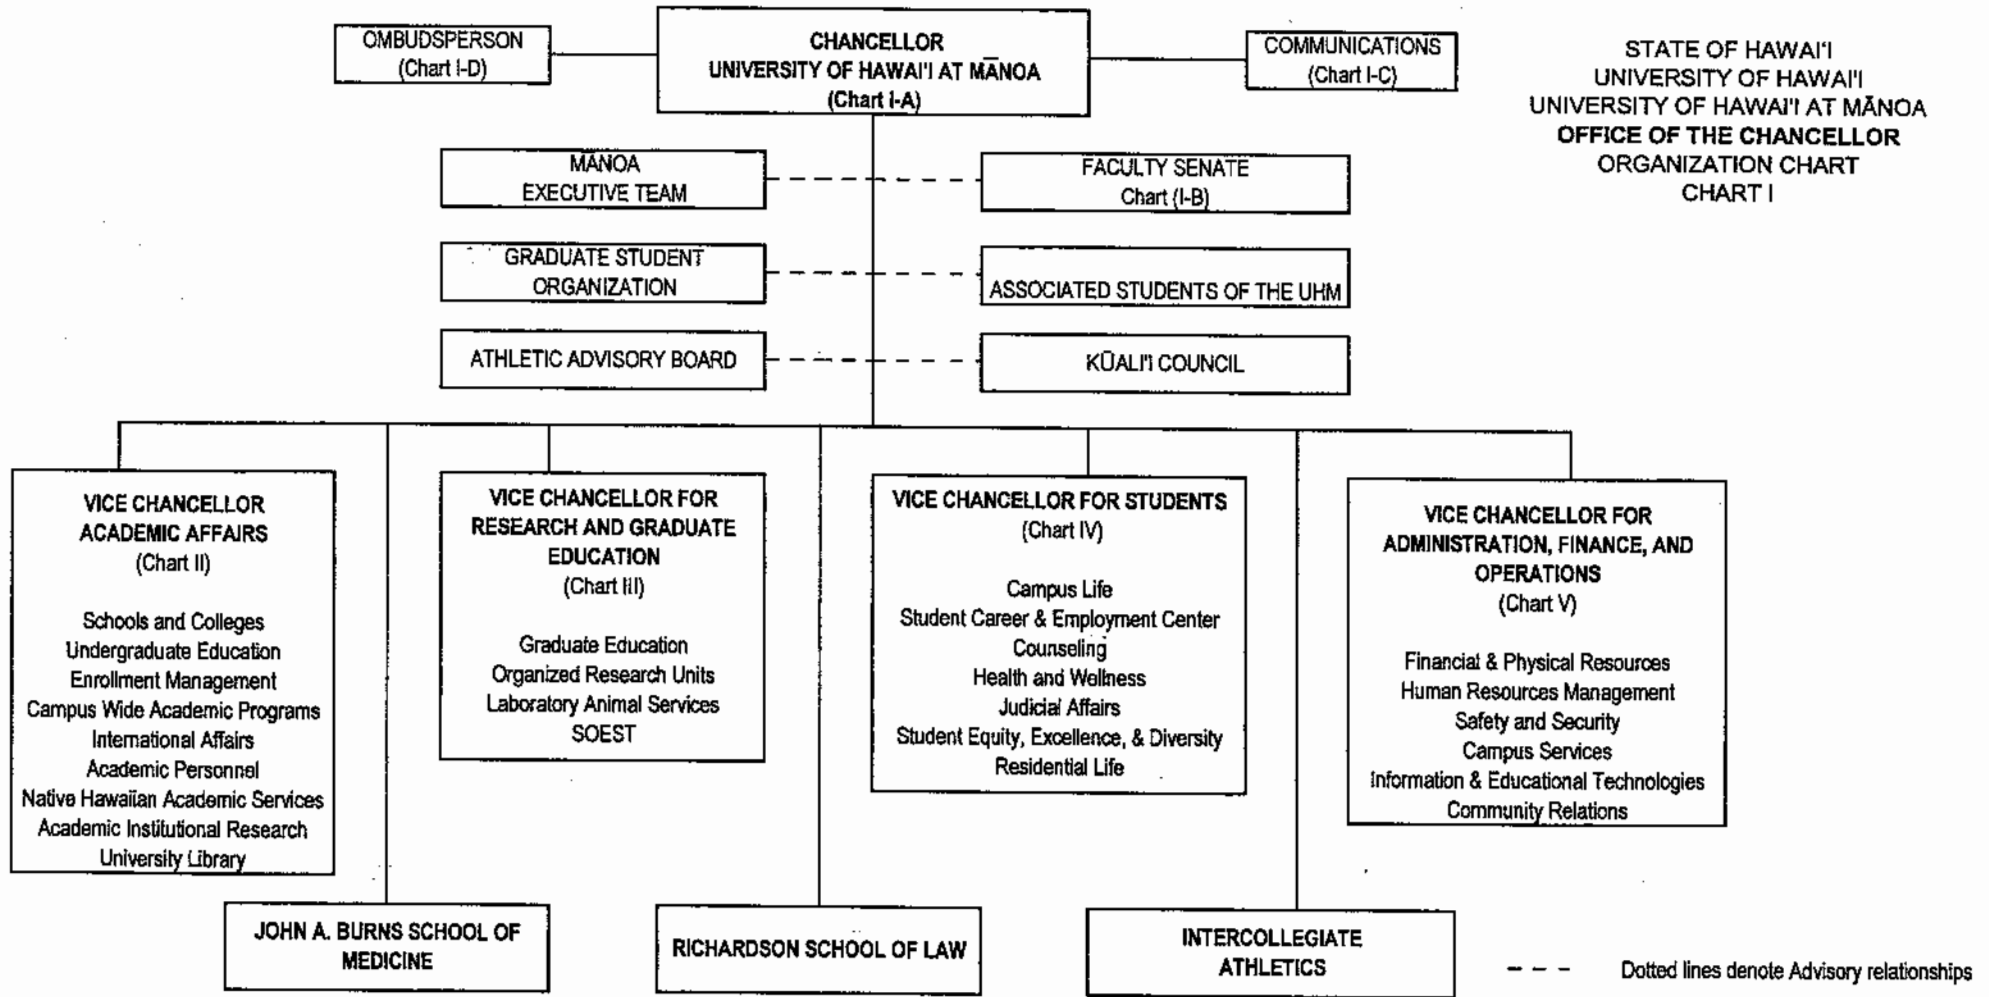 OMBUDSPERSON
(Chart I-D)
CHANCELLOR
UNIVERSITY OF HAWAI'I AT MĀNOA
(Chart I-A)
COMMUNICATIONS
(Chart I-C)
STATE OF HAWAI'I
UNIVERSITY OF HAWAI'I
UNIVERSITY OF HAWAI'I AT MĀNOA
OFFICE OF THE CHANCELLOR
ORGANIZATION CHART
CHART I
MĀNOA
EXECUTIVE TEAM
FACULTY SENATE
Chart (I-B)
GRADUATE STUDENT
ORGANIZATION
ASSOCIATED STUDENTS OF THE UHM
ATHLETIC ADVISORY BOARD
KŪALI'I COUNCIL
VICE CHANCELLOR
ACADEMIC AFFAIRS
(Chart II)
Schools and Colleges
Undergraduate Education
Enrollment Management
Campus Wide Academic Programs
International Affairs
Academic Personnel
Native Hawaiian Academic Services
Academic Institutional Research
University Library
VICE CHANCELLOR FOR
RESEARCH AND GRADUATE
EDUCATION
(Chart III)
Graduate Education
Organized Research Units
Laboratory Animal Services
SOEST
VICE CHANCELLOR FOR STUDENTS
(Chart IV)
Campus Life
Student Career & Employment Center
Counseling
Health and Wellness
Judicial Affairs
Student Equity, Excellence, & Diversity
Residential Life
VICE CHANCELLOR FOR
ADMINISTRATION, FINANCE, AND
OPERATIONS
(Chart V)
Financial & Physical Resources
Human Resources Management
Safety and Security
Campus Services
Information & Educational Technologies
Community Relations
JOHN A. BURNS SCHOOL OF
MEDICINE
RICHARDSON SCHOOL OF LAW
INTERCOLLEGIATE
ATHLETICS
Dotted lines denote Advisory relationships